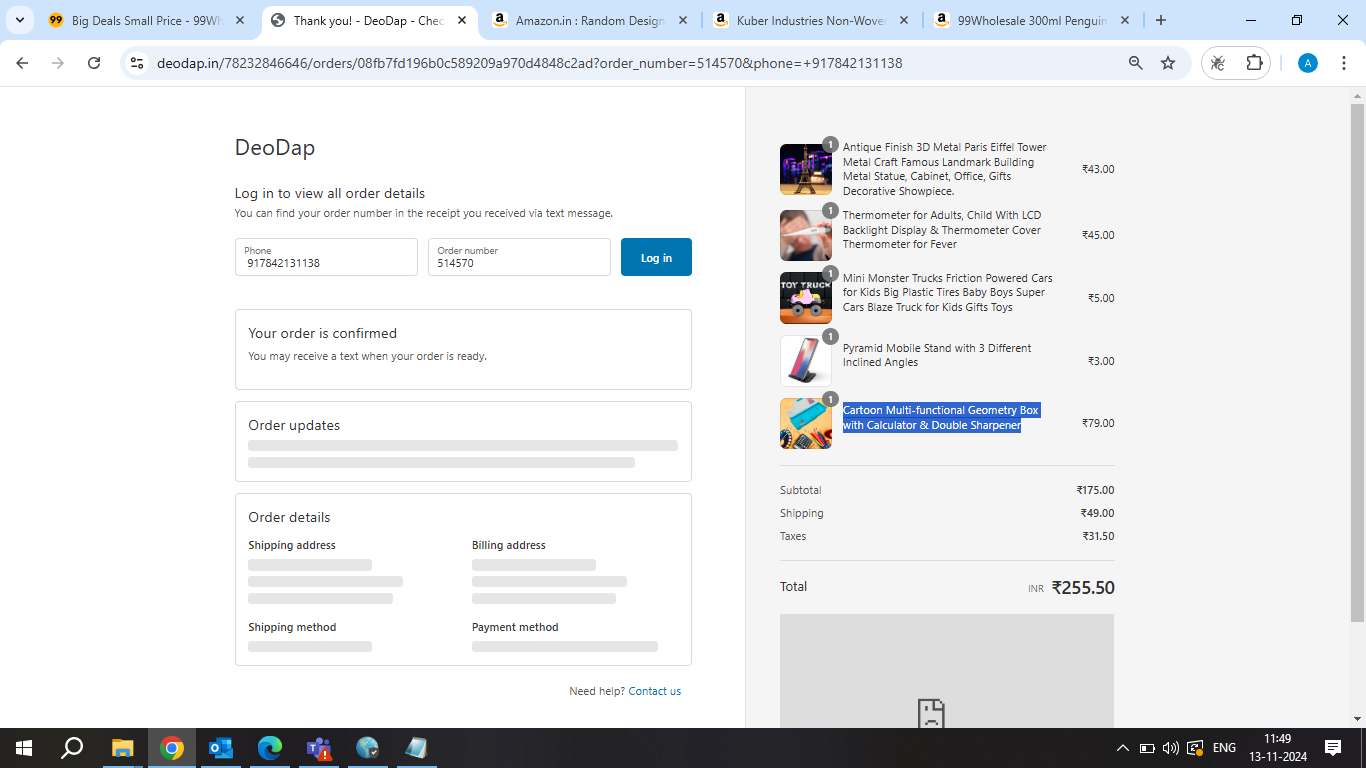 Big Deals Small Price - 99Wh
Thank you! - DeoDap - Chec
Amazon.in : Random Design
Kuber Industries Non-Wove
99Wholesale 300ml Penguin
deodap.in/78232846646/orders/08fb7fd196b0c589209a970d4848c2ad?order_number=514570&phone=+917842131138
A
DeoDap
Log in to view all order details
You can find your order number in the receipt you received via text message.
Phone
917842131138
Order number
514570
Log in
Your order is confirmed
You may receive a text when your order is ready.
Order updates
Order details
Shipping address
Billing address
Shipping method
Payment method
Need help? Contact us
1
Antique Finish 3D Metal Paris Eiffel Tower
Metal Craft Famous Landmark Building
Metal Statue, Cabinet, Office, Gifts
Decorative Showpiece.
₹43.00
1
Thermometer for Adults, Child With LCD
Backlight Display & Thermometer Cover
Thermometer for Fever
₹45.00
1
TOY TRUCK
Mini Monster Trucks Friction Powered Cars
for Kids Big Plastic Tires Baby Boys Super
Cars Blaze Truck for Kids Gifts Toys
₹5.00
1
Pyramid Mobile Stand with 3 Different
Inclined Angles
₹3.00
1
Cartoon Multi-functional Geometry Box
with Calculator & Double Sharpener
₹79.00
Subtotal
₹175.00
Shipping
₹49.00
Taxes
₹31.50
Total
INR ₹255.50
ENG
11:49
13-11-2024